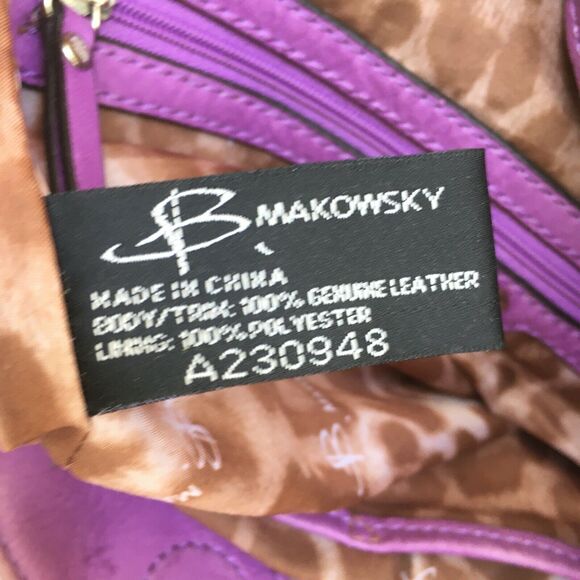 B MAKOWSKY
MADE IN CHINA
BODY/TRIM: 100% GENUINE LEATHER
LINING: 100% POLYESTER
A230948